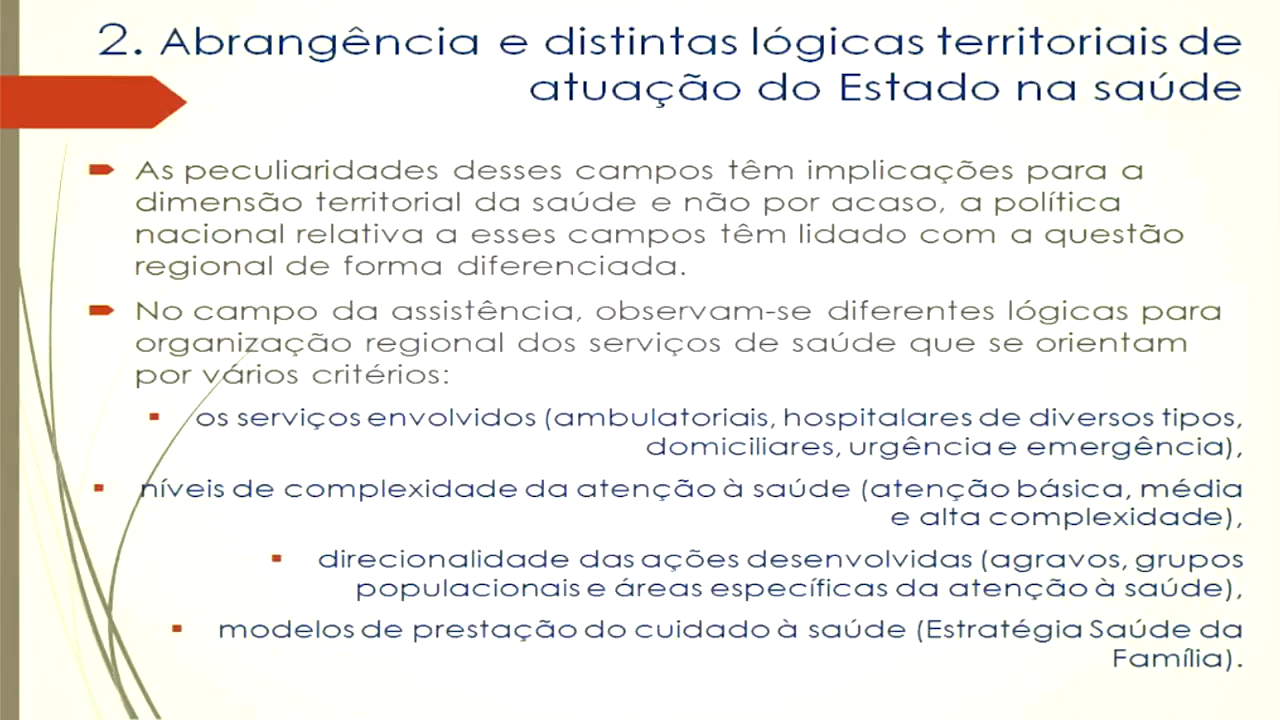 2. Abrangência e distintas lógicas territoriais de
atuação do Estado na saúde
As peculiaridades desses campos têm implicações para a
dimensão territorial da saúde e não por acaso, a política
nacional relativa a esses campos têm lidado com a questão
regional de forma diferenciada.
No campo da assistência, observam-se diferentes lógicas para
organização regional dos serviços de saúde que se orientam
por vários critérios:
os serviços envolvidos (ambulatoriais, hospitalares de diversos tipos,
domiciliares, urgência e emergência),
níveis de complexidade da atenção à saúde (atenção básica, média
e alta complexidade),
direcionalidade das ações desenvolvidas (agravos, grupos
populacionais e áreas específicas da atenção à saúde),
modelos de prestação do cuidado à saúde (Estratégia Saúde da
Família).